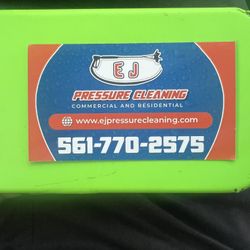 EJ
PRESSURE CLEANING
COMMERCIAL AND RESIDENTIAL
www.ejpressurecleaning.com
561-770-2575